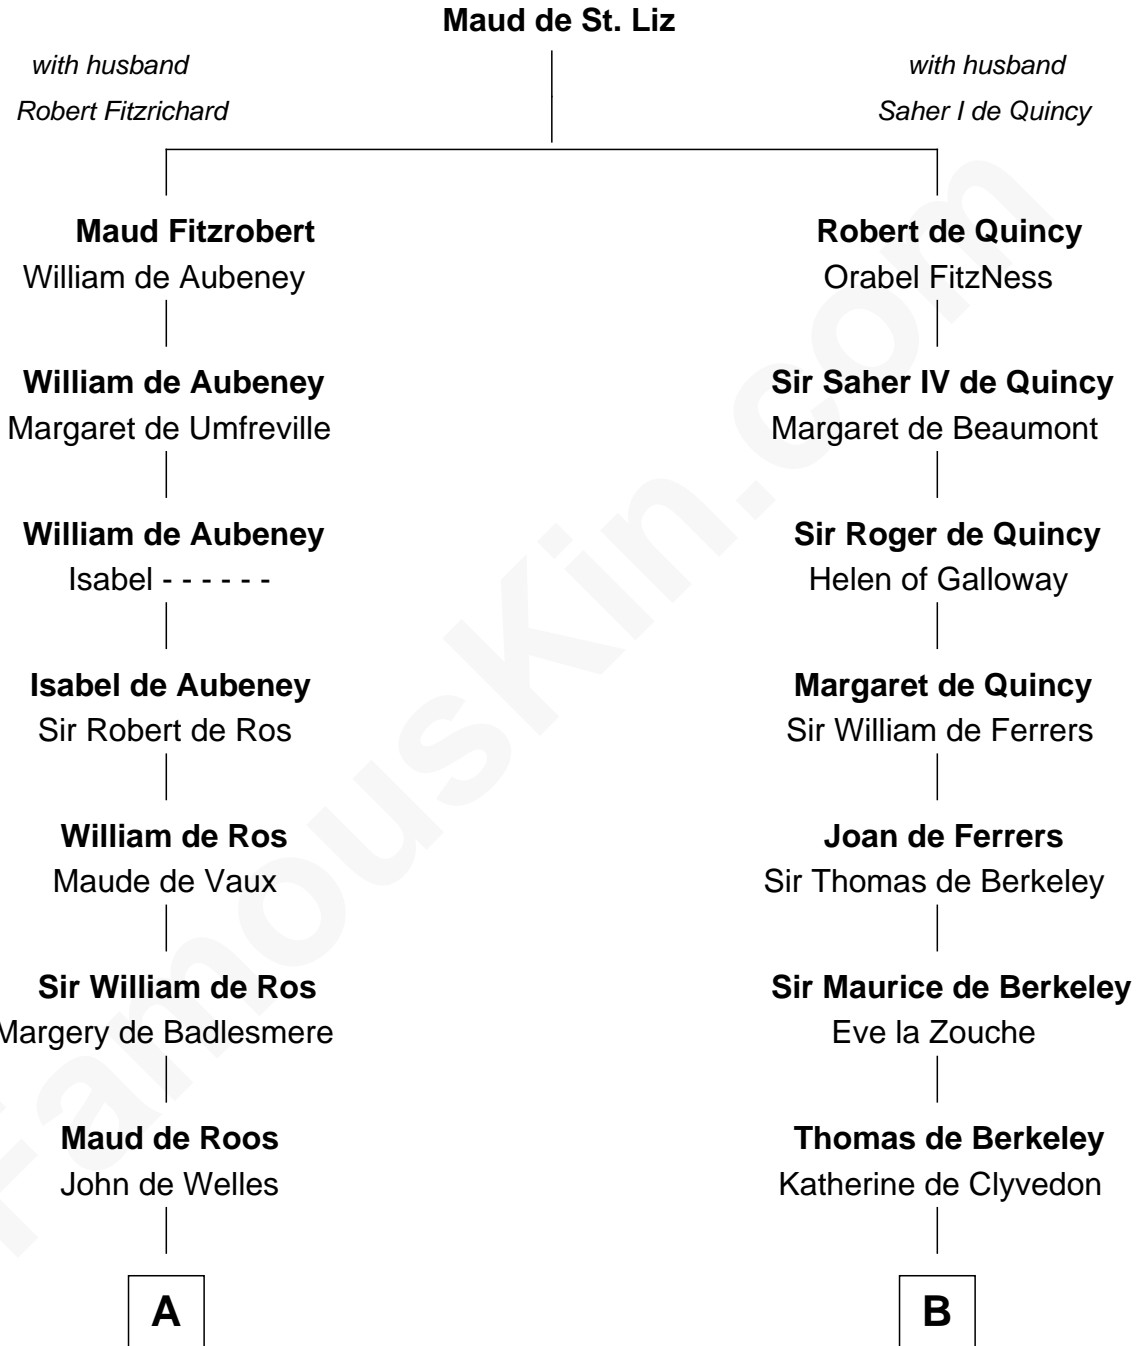 Maud de St. Liz
with husband
Robert Fitzrichard
with husband
Saher I de Quincy
Maud Fitzrobert
William de Aubeney
Robert de Quincy
Orabel FitzNess
William de Aubeney
Margaret de Umfreville
Sir Saher IV de Quincy
Margaret de Beaumont
William de Aubeney
Isabel - - - - - -
Sir Roger de Quincy
Helen of Galloway
Isabel de Aubeney
Sir Robert de Ros
Margaret de Quincy
Sir William de Ferrers
William de Ros
Maude de Vaux
Joan de Ferrers
Sir Thomas de Berkeley
Sir William de Ros
Margery de Badlesmere
Sir Maurice de Berkeley
Eve la Zouche
Maud de Roos
John de Welles
Thomas de Berkeley
Katherine de Clyvedon
A
B
FamousKin.com